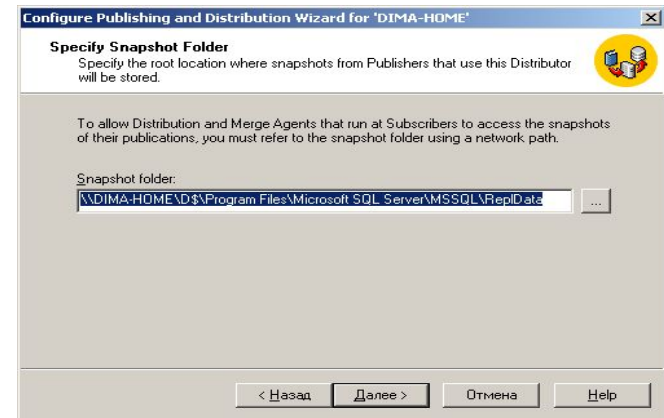 Configure Publishing and Distribution Wizard for 'DIMA-HOME'
Specify Snapshot Folder
Specify the root location where snapshots from Publishers that use this Distributor
will be stored.
To allow Distribution and Merge Agents that run at Subscribers to access the snapshots
of their publications, you must refer to the snapshot folder using a network path.
Snapshot folder:
\\DIMA-HOME\D$\Program Files\Microsoft SQL Server\MSSQL\ReplData
...
< Назад
Далее >
Отмена
Help